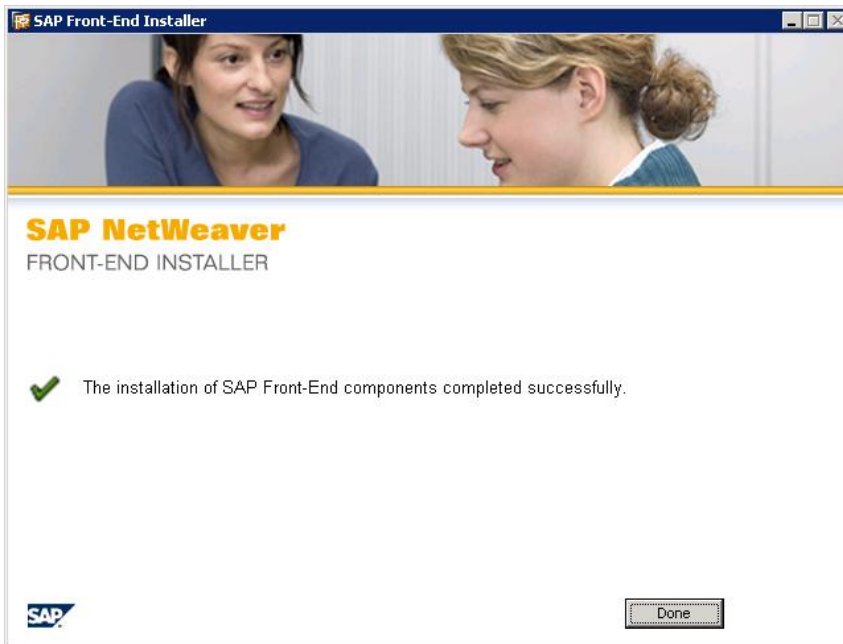 SAP Front-End Installer
SAP NetWeaver
FRONT-END INSTALLER
The installation of SAP Front-End components completed successfully.
SAP
Done